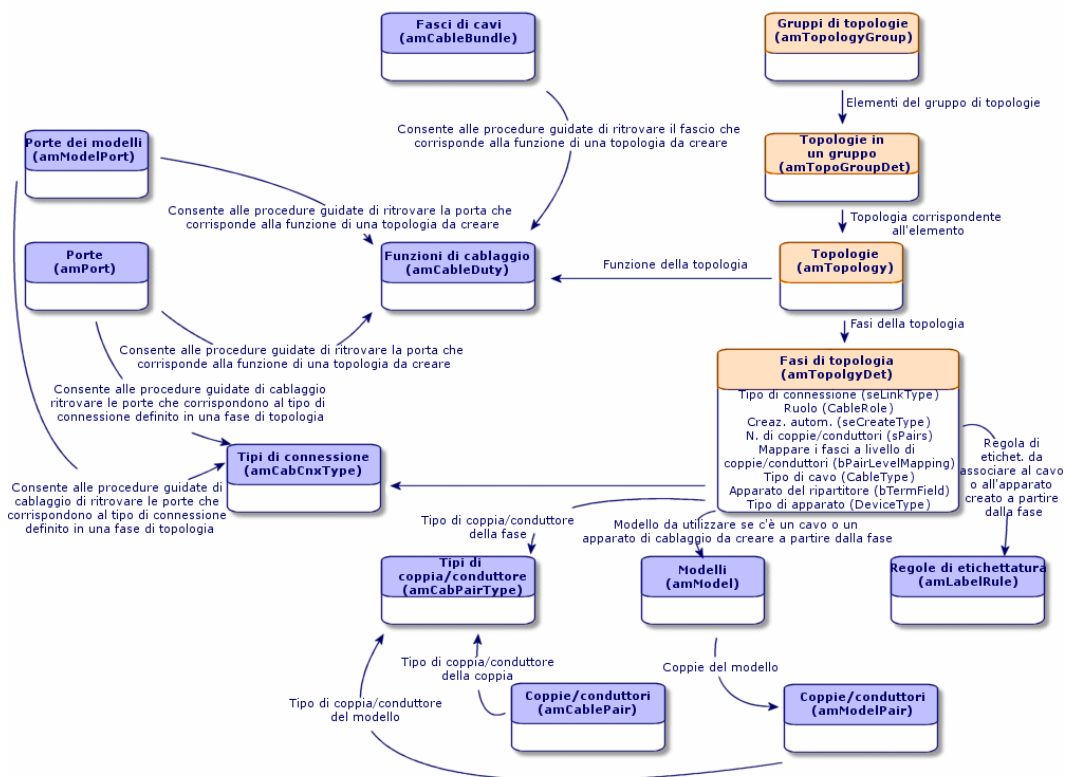 Fasci di cavi
(amCableBundle)
Gruppi di topologie
(amTopologyGroup)
Elementi del gruppo di topologie
Consente alle procedure guidate di ritrovare il fascio che
corrisponde alla funzione di una topologia da creare
Porte dei modelli
(amModelPort)
Topologie in
un gruppo
(amTopoGroupDet)
Consente alle procedure guidate di ritrovare la porta che
corrisponde alla funzione di una topologia da creare
Topologia corrispondente
all'elemento
Porte
(amPort)
Funzioni di cablaggio
(amCableDuty)
Funzione della topologia
Topologie
(amTopology)
Fasi della topologia
Consente alle procedure guidate di ritrovare la porta che
corrisponde alla funzione di una topologia da creare
Fasi di topologia
(amTopolgyDet)
Tipo di connessione (seLinkType)
Ruolo (CableRole)
Creaz. autom. (seCreateType)
N. di coppie/conduttori (sPairs)
Mappare i fasci a livello di
coppie/conduttori (bPairLevelMapping)
Tipo di cavo (CableType)
Apparato del ripartitore (bTermField)
Tipo di apparato (DeviceType)
Consente alle procedure guidate di cablaggio
ritrovare le porte che corrispondono al tipo di
connessione definito in una fase di topologia
Regola di
etichet. da
associare al cavo
o all'apparato
creato a partire
dalla fase
Tipi di connessione
(amCabCnxType)
Consente alle procedure guidate di
cablaggio di ritrovare le porte che
corrispondono al tipo di connessione
definito in una fase di topologia
Tipo di coppia/conduttore
della fase
Modello da utilizzare se c'è un cavo o un
apparato di cablaggio da creare a partire dalla fase
Tipi di
coppia/conduttore
(amCabPairType)
Modelli
(amModel)
Regole di etichettatura
(amLabelRule)
Tipo di coppia/conduttore
della coppia
Coppie del modello
Tipo di coppia/conduttore
del modello
Coppie/conduttori
(amCablePair)
Coppie/conduttori
(amModelPair)